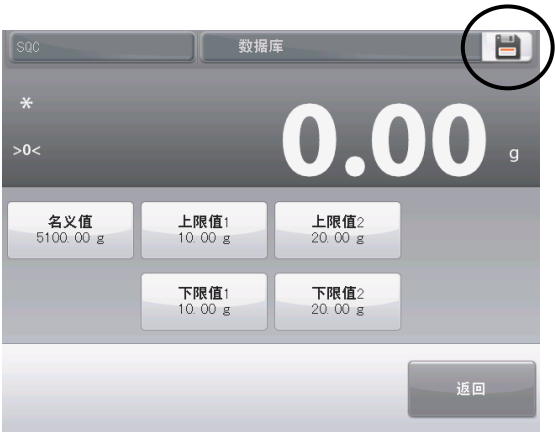 SQC 数据库
*
0.00 g
>0<
名义值 上限值1 上限值2
5100.00 g 10.00 g 20.00 g
下限值1 下限值2
10.00 g 20.00 g
返回